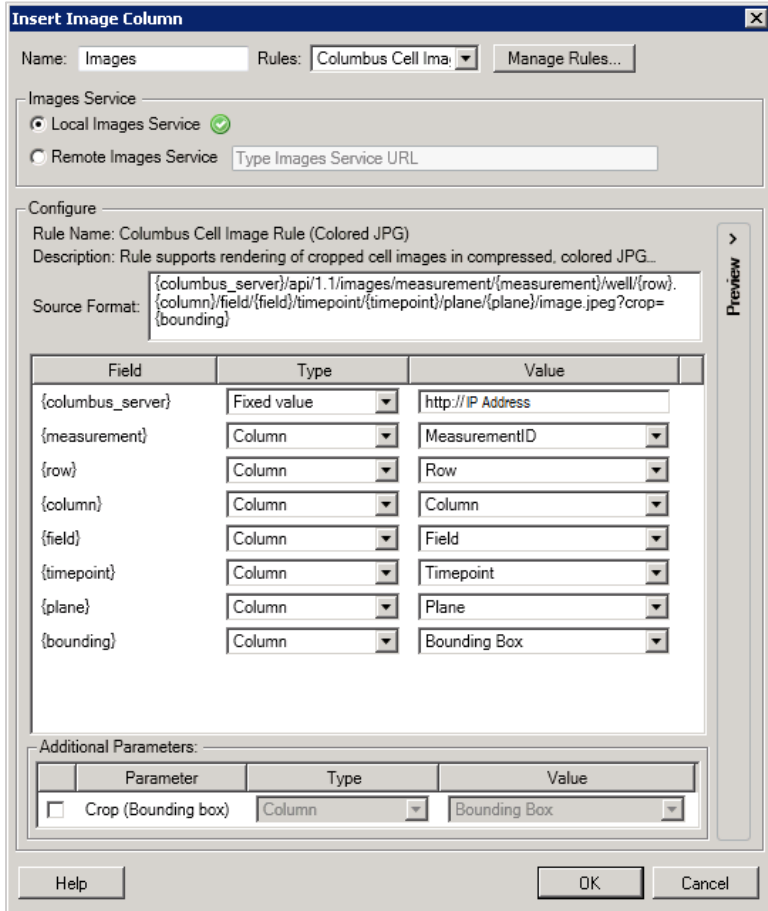 Insert Image Column
Name: Images Rules: Columbus Cell Ima Manage Rules...
Images Service
Local Images Service
Remote Images Service Type Images Service URL
Configure
Rule Name: Columbus Cell Image Rule (Colored JPG)
Description: Rule supports rendering of cropped cell images in compressed, colored JPG...
Source Format:
{columbus_server}/api/1.1/images/measurement/{measurement}/well/{row}.
{column}/field/{field}/timepoint/{timepoint}/plane/{plane}/image.jpeg?crop=
{bounding}
Preview
Field Type Value
{columbus_server} Fixed value http://IP Address
{measurement} Column MeasurementID
{row} Column Row
{column} Column Column
{field} Column Field
{timepoint} Column Timepoint
{plane} Column Plane
{bounding} Column Bounding Box
Additional Parameters:
Parameter Type Value
Crop (Bounding box) Column Bounding Box
Help OK Cancel